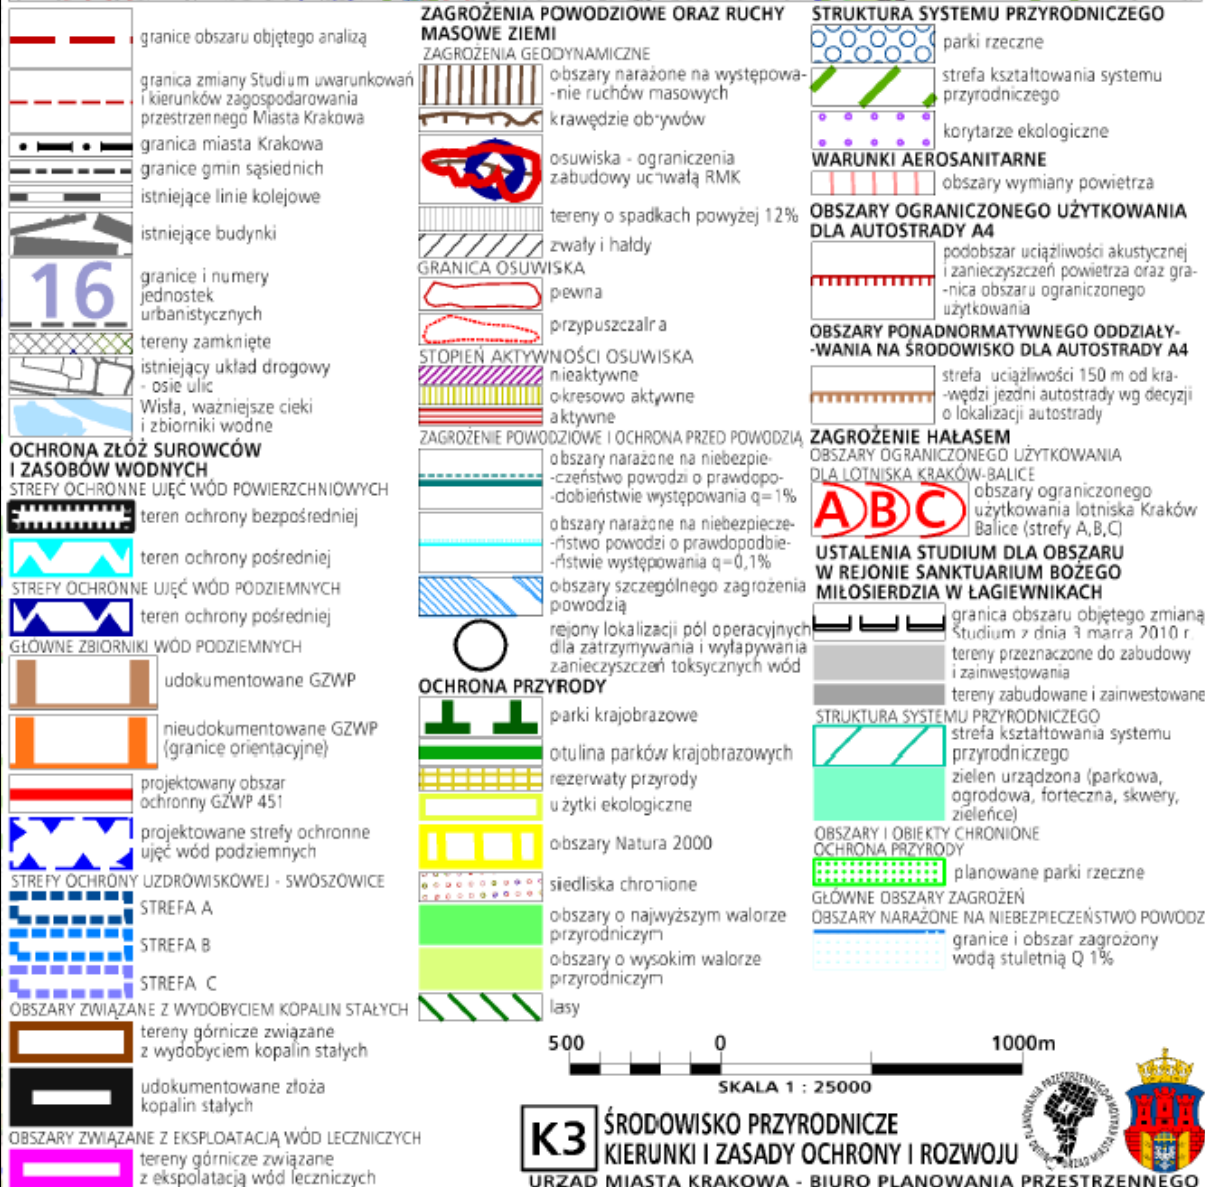 granice obszaru objętego analizą
granica zmiany Studium uwarunkowań
i kierunków zagospodarowania
przestrzennego Miasta Krakowa
granica miasta Krakowa
granice gmin sąsiednich
istniejące linie kolejowe
istniejące budynki
16
granice i numery
jednostek
urbanistycznych
tereny zamknięte
istniejący układ drogowy
- osie ulic
Wisła, ważniejsze cieki
i zbiorniki wodne
OCHRONA ZŁÓŻ SUROWCÓW
I ZASOBÓW WODNYCH
STREFY OCHRONNE UJĘĆ WÓD POWIERZCHNIOWYCH
teren ochrony bezpośredniej
teren ochrony pośredniej
STREFY OCHRONNE UJĘĆ WÓD PODZIEMNYCH
teren ochrony pośredniej
GŁÓWNE ZBIORNIKI WÓD PODZIEMNYCH
udokumentowane GZWP
nieudokumentowane GZWP
(granice orientacyjne)
projektowany obszar
ochronny GZWP 451
projektowane strefy ochronne
ujęć wód podziemnych
STREFY OCHRONY UZDROWISKOWEJ - SWOSZOWICE
STREFA A
STREFA B
STREFA C
OBSZARY ZWIĄZANE Z WYDOBYCIEM KOPALIN STAŁYCH
tereny górnicze związane
z wydobyciem kopalin stałych
udokumentowane złoża
kopalin stałych
OBSZARY ZWIĄZANE Z EKSPLOATACJĄ WÓD LECZNICZYCH
tereny górnicze związane
z ekspolatacją wód leczniczych
ZAGROŻENIA POWODZIOWE ORAZ RUCHY
MASOWE ZIEMI
ZAGROŻENIA GEODYNAMICZNE
obszary narażone na występowa-
-nie ruchów masowych
krawędzie obrywów
osuwiska - ograniczenia
zabudowy uchwałą RMK
tereny o spadkach powyżej 12%
zwały i hałdy
GRANICA OSUWISKA
pewna
przypuszczalna
STOPIEŃ AKTYWNOŚCI OSUWISKA
nieaktywne
okresowo aktywne
aktywne
ZAGROŻENIE POWODZIOWE I OCHRONA PRZED POWODZIĄ
obszary narażone na niebezpie-
-czeństwo powodzi o prawdopo-
-dobieństwie występowania q=1%
obszary narażone na niebezpiecze-
-ństwo powodzi o prawdopodbie-
-ństwie występowania q=0,1%
obszary szczególnego zagrożenia
powodzią
rejony lokalizacji pól operacyjnych
dla zatrzymywania i wyłapywania
zanieczyszczeń toksycznych wód
OCHRONA PRZYRODY
parki krajobrazowe
otulina parków krajobrazowych
rezerwaty przyrody
użytki ekologiczne
obszary Natura 2000
siedliska chronione
obszary o najwyższym walorze
przyrodniczym
obszary o wysokim walorze
przyrodniczym
lasy
STRUKTURA SYSTEMU PRZYRODNICZEGO
parki rzeczne
strefa kształtowania systemu
przyrodniczego
korytarze ekologiczne
WARUNKI AEROSANITARNE
obszary wymiany powietrza
OBSZARY OGRANICZONEGO UŻYTKOWANIA
DLA AUTOSTRADY A4
podobszar uciążliwości akustycznej
i zanieczyszczeń powietrza oraz gra-
-nica obszaru ograniczonego
użytkowania
OBSZARY PONADNORMATYWNEGO ODDZIAŁY-
-WANIA NA ŚRODOWISKO DLA AUTOSTRADY A4
strefa uciążliwości 150 m od kra-
-wędzi jezdni autostrady wg decyzji
o lokalizacji autostrady
ZAGROŻENIE HAŁASEM
OBSZARY OGRANICZONEGO UŻYTKOWANIA
DLA LOTNISKA KRAKÓW-BALICE
A B C
obszary ograniczonego
użytkowania lotniska Kraków
Balice (strefy A,B,C)
USTALENIA STUDIUM DLA OBSZARU
W REJONIE SANKTUARIUM BOŻEGO
MIŁOSIERDZIA W ŁAGIEWNIKACH
granica obszaru objętego zmianą
Studium z dnia 3 marca 2010 r.
tereny przeznaczone do zabudowy
i zainwestowania
tereny zabudowane i zainwestowane
STRUKTURA SYSTEMU PRZYRODNICZEGO
strefa kształtowania systemu
przyrodniczego
zielen urządzona (parkowa,
ogrodowa, forteczna, skwery,
zieleńce)
OBSZARY I OBIEKTY CHRONIONE
OCHRONA PRZYRODY
planowane parki rzeczne
GŁÓWNE OBSZARY ZAGROŻEŃ
OBSZARY NARAŻONE NA NIEBEZPIECZEŃSTWO POWODZ
granice i obszar zagrożony
wodą stuletnią Q 1%
500 0 1000m
SKALA 1 : 25000
K3
ŚRODOWISKO PRZYRODNICZE
KIERUNKI I ZASADY OCHRONY I ROZWOJU
URZĄD MIASTA KRAKOWA - BIURO PLANOWANIA PRZESTRZENNEGO